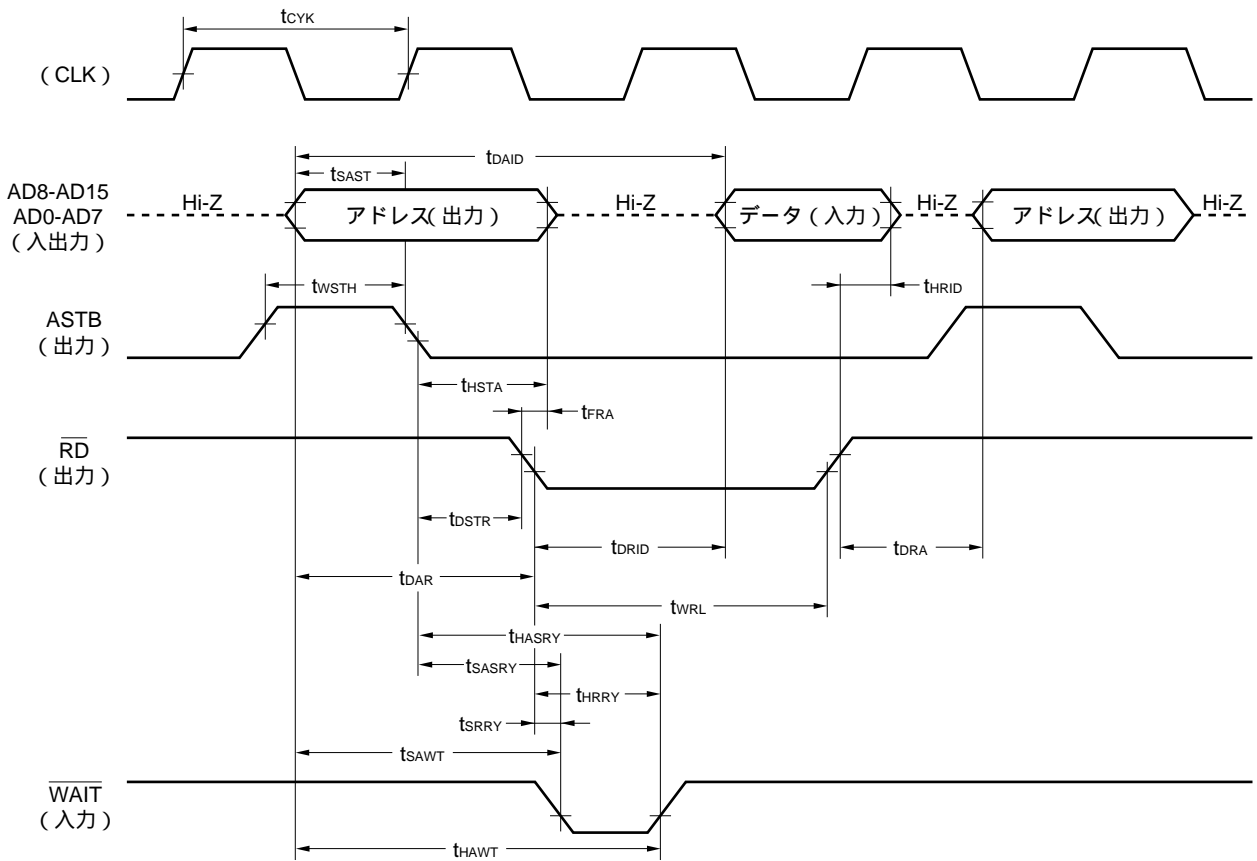 tCYK
( CLK )
tDAID
tSAST
AD8-AD15
AD0-AD7
( 入出力 )
Hi-Z
アドレス( 出力 )
Hi-Z
データ ( 入力 )
Hi-Z
アドレス( 出力 )
Hi-Z
tWSTH
tHRID
ASTB
( 出力 )
tHSTA
tFRA
RD
( 出力 )
tDSTR
tDRID
tDRA
tDAR
tWRL
tHASRY
tSASRY
tHRRY
tSRRY
tSAWT
WAIT
( 入力 )
tHAWT